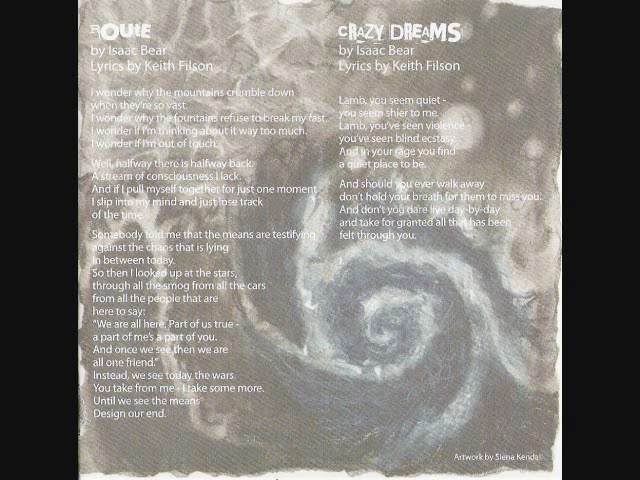 ROUtE
by Isaac Bear
Lyrics by Keith Filson
I wonder why the mountains crumble down
when they're so vast.
I wonder why the fountains refuse to break my fast.
I wonder if I'm thinking about it way too much.
I wonder if I'm out of touch.
Well, halfway there is halfway back.
A stream of consciousness I lack.
And if I pull myself together for just one moment
I slip into my mind and just lose track
of the time.
Somebody told me that the means are testifying
against the chaos that is lying
in between today.
So then I looked up at the stars,
through all the smog from all the cars
from all the people that are
here to say:
"We are all here. Part of us true -
a part of me's a part of you.
And once we see then we are
all one friend."
Instead, we see today the wars.
You take from me - I take some more.
Until we see the means
Design our end.
CRAZY DREAMS
by Isaac Bear
Lyrics by Keith Filson
Lamb, you seem quiet -
you seem shier to me.
Lamb, you've seen violence -
you've seen blind ecstasy.
And in your rage you find
a quiet place to be.
And should you ever walk away
don't hold your breath for them to miss you.
And don't you dare live day-by-day
and take for granted all that has been
felt through you.
Artwork by Siena Kendall